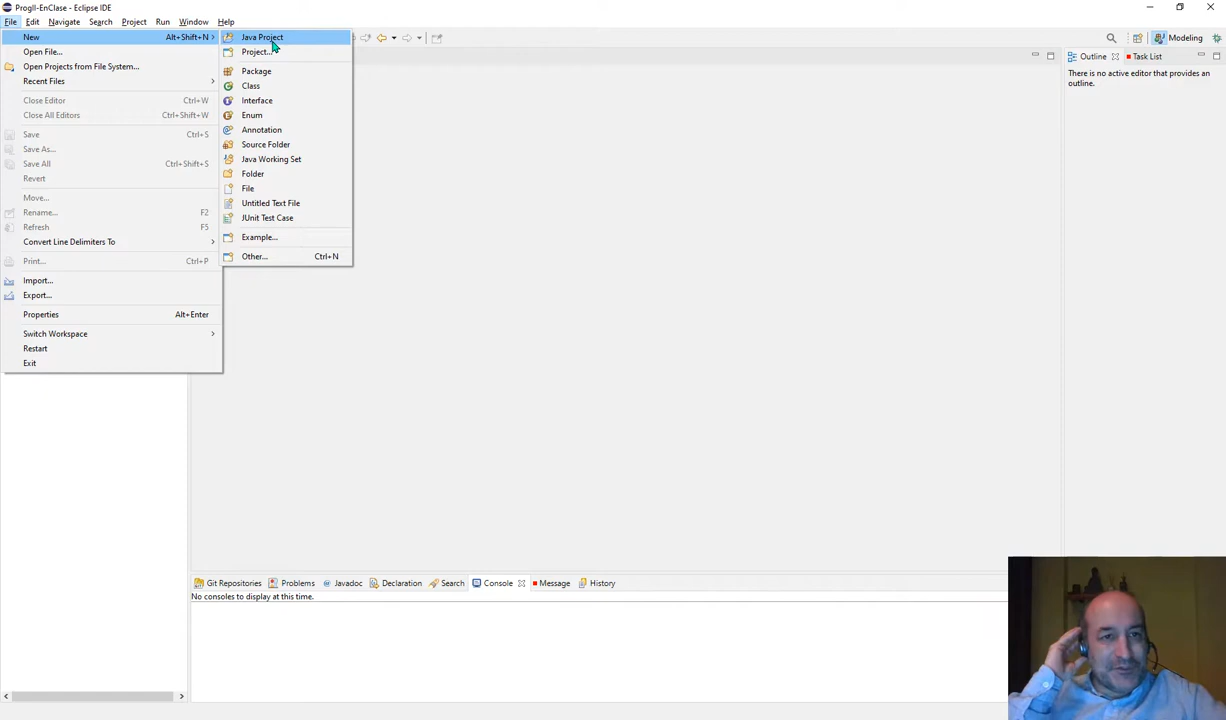 ProgII-EnClase - Eclipse IDE
File Edit Navigate Search Project Run Window Help
New Alt+Shift+N
Open File...
Open Projects from File System...
Recent Files
Close Editor Ctrl+W
Close All Editors Ctrl+Shift+W
Save Ctrl+S
Save As...
Save All Ctrl+Shift+S
Revert
Move...
Rename... F2
Refresh F5
Convert Line Delimiters To
Print... Ctrl+P
Import...
Export...
Properties Alt+Enter
Switch Workspace
Restart
Exit
Java Project
Project...
Package
Class
Interface
Enum
Annotation
Source Folder
Java Working Set
Folder
File
Untitled Text File
JUnit Test Case
Example...
Other... Ctrl+N
Modeling
Outline Task List
There is no active editor that provides an
outline.
Git Repositories Problems Javadoc Declaration Search Console Message History
No consoles to display at this time.